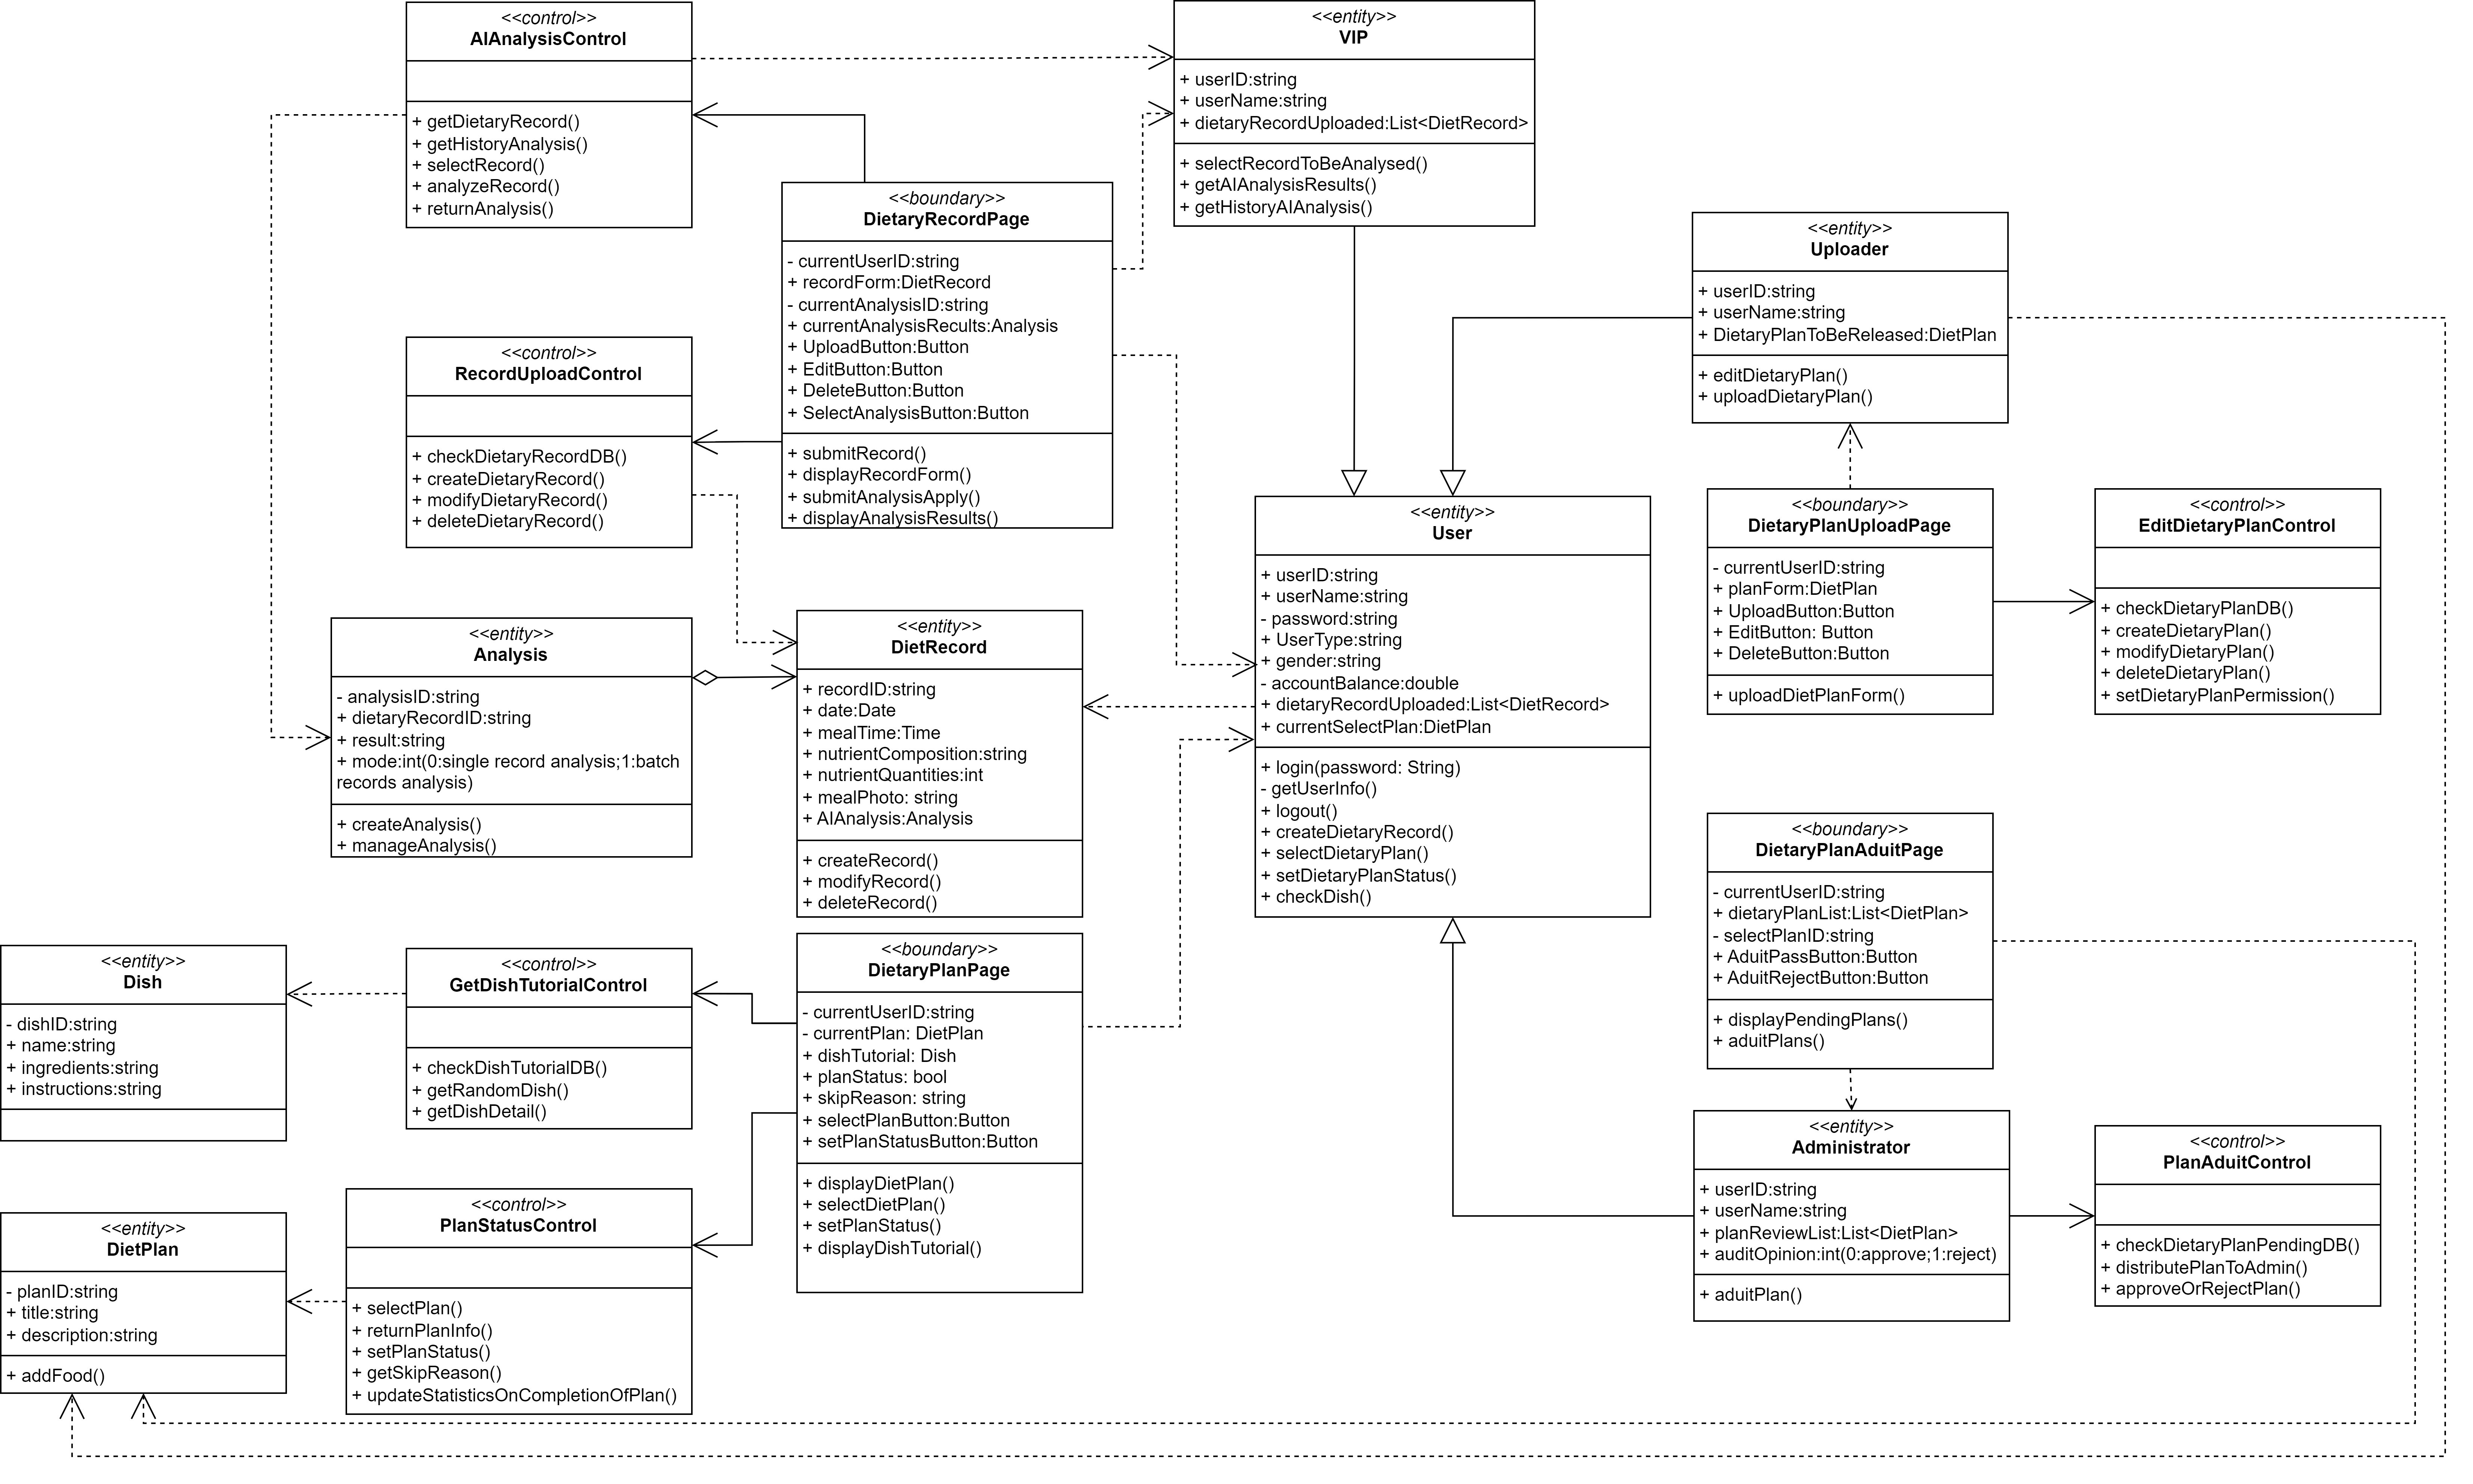 <<control>>
AIAnalysisControl
+ getDietaryRecord()
+ getHistoryAnalysis()
+ selectRecord()
+ analyzeRecord()
+ returnAnalysis()
<<entity>>
VIP
+ userID:string
+ userName:string
+ dietaryRecordUploaded:List<DietRecord>
+ selectRecordToBeAnalysed()
+ getAIAnalysisResults()
+ getHistoryAIAnalysis()
<<boundary>>
DietaryRecordPage
- currentUserID:string
+ recordForm:DietRecord
- currentAnalysisID:string
+ currentAnalysisRecults:Analysis
+ UploadButton:Button
+ EditButton:Button
+ DeleteButton:Button
+ SelectAnalysisButton:Button
+ submitRecord()
+ displayRecordForm()
+ submitAnalysisApply()
+ displayAnalysisResults()
<<entity>>
Uploader
+ userID:string
+ userName:string
+ DietaryPlanToBeReleased:DietPlan
+ editDietaryPlan()
+ uploadDietaryPlan()
<<control>>
RecordUploadControl
+ checkDietaryRecordDB()
+ createDietaryRecord()
+ modifyDietaryRecord()
+ deleteDietaryRecord()
<<entity>>
User
+ userID:string
+ userName:string
- password:string
+ UserType:string
+ gender:string
- accountBalance:double
+ dietaryRecordUploaded:List<DietRecord>
+ currentSelectPlan:DietPlan
+ login(password: String)
- getUserInfo()
+ logout()
+ createDietaryRecord()
+ selectDietaryPlan()
+ setDietaryPlanStatus()
+ checkDish()
<<boundary>>
DietaryPlanUploadPage
- currentUserID:string
+ planForm:DietPlan
+ UploadButton:Button
+ EditButton: Button
+ DeleteButton:Button
+ uploadDietPlanForm()
<<control>>
EditDietaryPlanControl
+ checkDietaryPlanDB()
+ createDietaryPlan()
+ modifyDietaryPlan()
+ deleteDietaryPlan()
+ setDietaryPlanPermission()
<<entity>>
Analysis
- analysisID:string
+ dietaryRecordID:string
+ result:string
+ mode:int(0:single record analysis;1:batch
records analysis)
+ createAnalysis()
+ manageAnalysis()
<<entity>>
DietRecord
+ recordID:string
+ date:Date
+ mealTime:Time
+ nutrientComposition:string
+ nutrientQuantities:int
+ mealPhoto: string
+ AIAnalysis:Analysis
+ createRecord()
+ modifyRecord()
+ deleteRecord()
<<boundary>>
DietaryPlanAduitPage
- currentUserID:string
+ dietaryPlanList:List<DietPlan>
- selectPlanID:string
+ AduitPassButton:Button
+ AduitRejectButton:Button
+ displayPendingPlans()
+ aduitPlans()
<<entity>>
Dish
- dishID:string
+ name:string
+ ingredients:string
+ instructions:string
<<control>>
GetDishTutorialControl
+ checkDishTutorialDB()
+ getRandomDish()
+ getDishDetail()
<<boundary>>
DietaryPlanPage
- currentUserID:string
- currentPlan: DietPlan
+ dishTutorial: Dish
+ planStatus: bool
+ skipReason: string
+ selectPlanButton:Button
+ setPlanStatusButton:Button
+ displayDietPlan()
+ selectDietPlan()
+ setPlanStatus()
+ displayDishTutorial()
<<entity>>
Administrator
+ userID:string
+ userName:string
+ planReviewList:List<DietPlan>
+ auditOpinion:int(0:approve;1:reject)
+ aduitPlan()
<<control>>
PlanAduitControl
+ checkDietaryPlanPendingDB()
+ distributePlanToAdmin()
+ approveOrRejectPlan()
<<entity>>
DietPlan
- planID:string
+ title:string
+ description:string
+ addFood()
<<control>>
PlanStatusControl
+ selectPlan()
+ returnPlanInfo()
+ setPlanStatus()
+ getSkipReason()
+ updateStatisticsOnCompletionOfPlan()